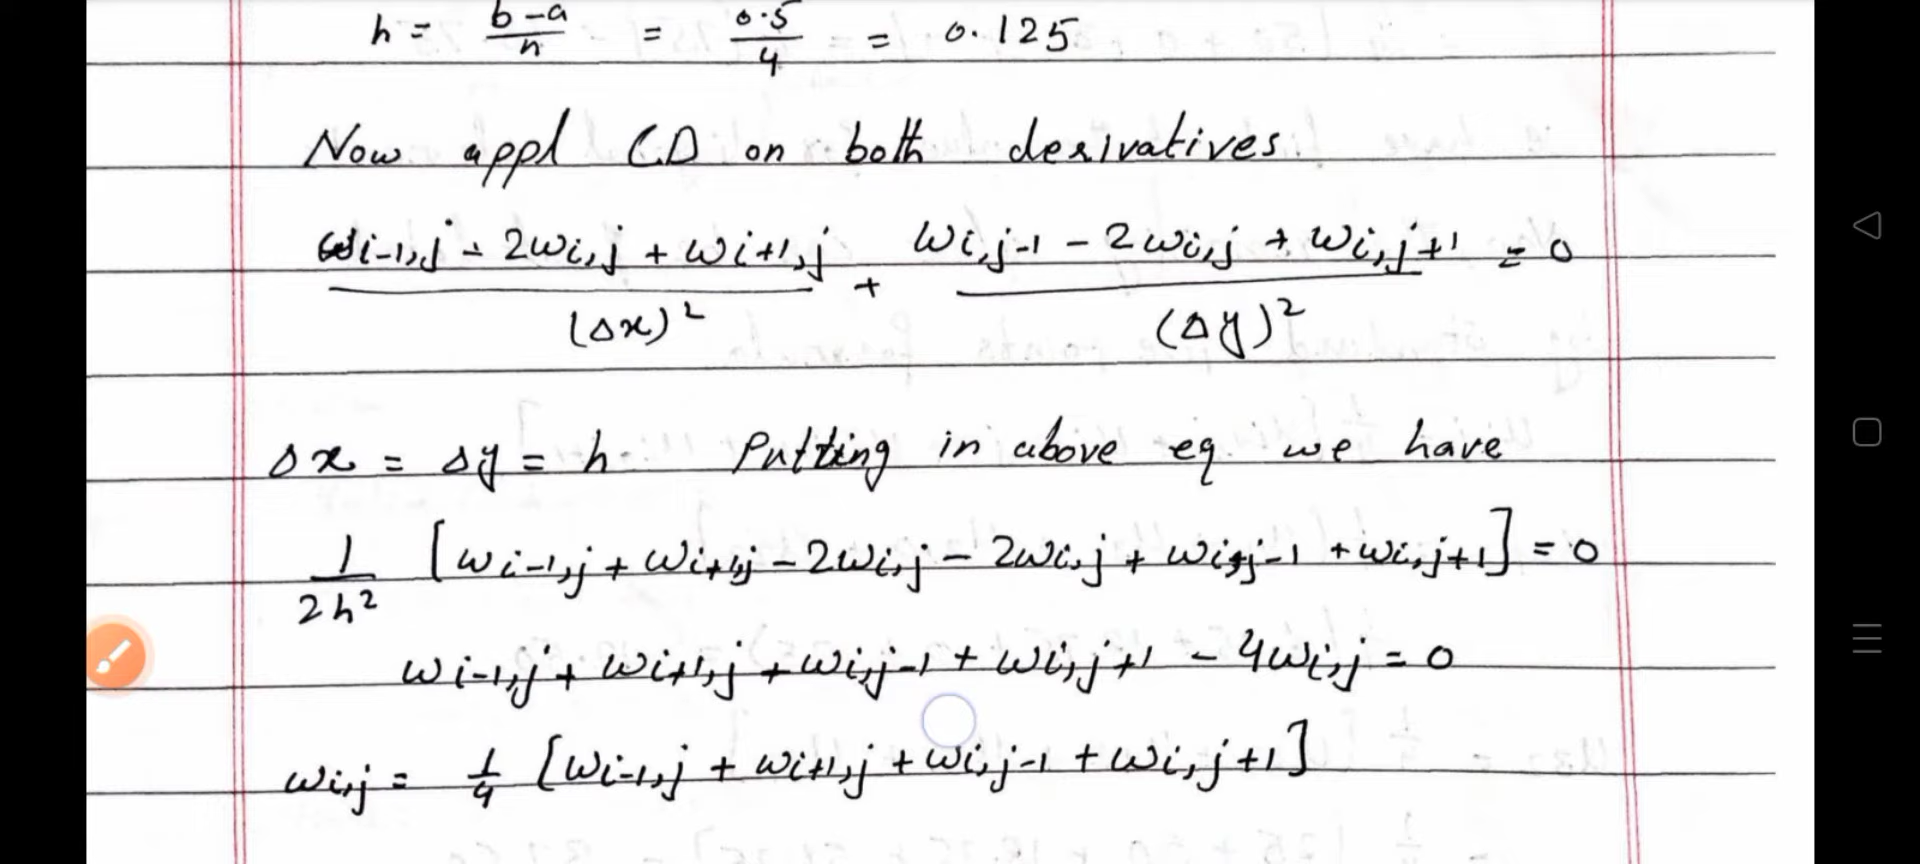 h = b-a/n = 0.5/4 = 0.125
Now appl C.D on both derivatives.
wi-1,j - 2wi,j + wi+1,j/(Δx)² + wi,j-1 - 2wi,j + wi,j+1/(Δy)² = 0
Δx = Δy = h. Putting in above eq. we have
1/2h² [wi-1,j + wi+1,j - 2wi,j - 2wi,j + wi,j-1 + wi,j+1] = 0
wi-1,j + wi+1,j + wi,j-1 + wi,j+1 - 4wi,j = 0
wi,j = 1/4 [wi-1,j + wi+1,j + wi,j-1 + wi,j+1]